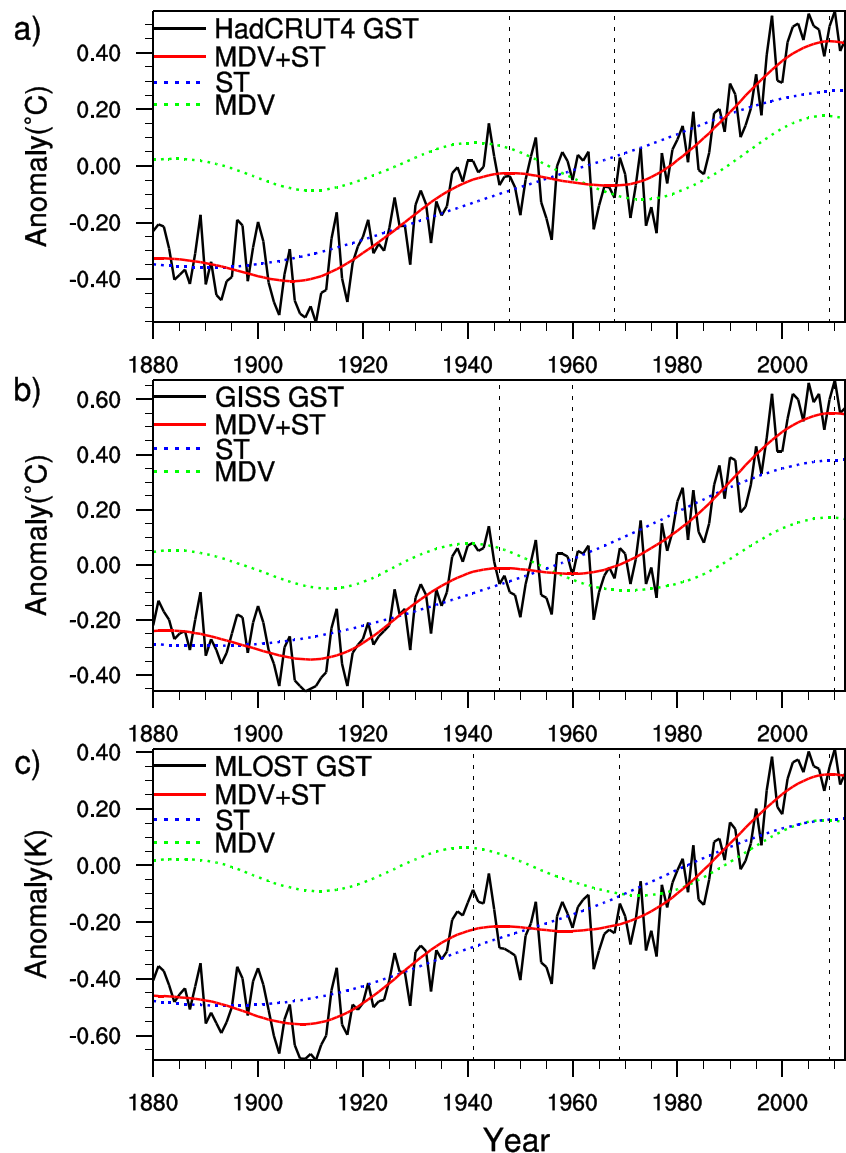 a)
HadCRUT4 GST
MDV+ST
ST
MDV
Anomaly(°C)
0.40
0.20
0.00
-0.20
-0.40
1880 1900 1920 1940 1960 1980 2000
b)
GISS GST
MDV+ST
ST
MDV
Anomaly(°C)
0.60
0.40
0.20
0.00
-0.20
-0.40
1880 1900 1920 1940 1960 1980 2000
c)
MLOST GST
MDV+ST
ST
MDV
Anomaly(K)
0.40
0.20
0.00
-0.20
-0.40
-0.60
1880 1900 1920 1940 1960 1980 2000
Year